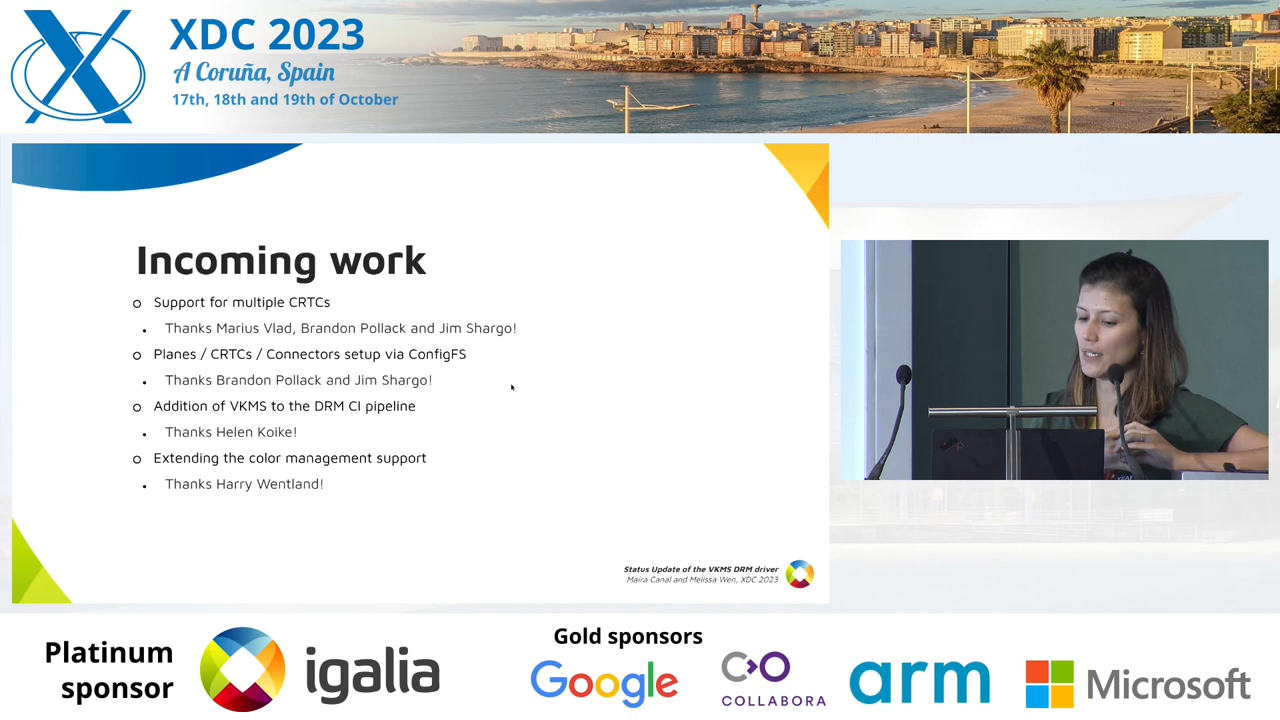 XDC 2023
A Coruña, Spain
17th, 18th and 19th of October
Incoming work
Support for multiple CRTCs
Thanks Marius Vlad, Brandon Pollack and Jim Shargo!
Planes / CRTCs / Connectors setup via ConfigFS
Thanks Brandon Pollack and Jim Shargo!
Addition of VKMS to the DRM CI pipeline
Thanks Helen Koike!
Extending the color management support
Thanks Harry Wentland!
Status Update of the VKMS DRM driver
Maíra Canal and Melissa Wen, XDC 2023
Platinum
sponsor
igalia
Gold sponsors
Google
COLLABORA
arm
Microsoft